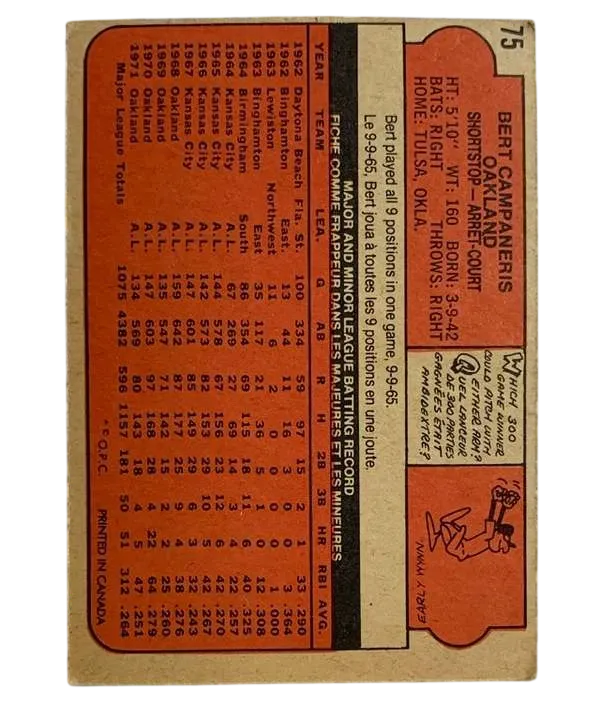 75
BERT CAMPANERIS
OAKLAND
SHORTSTOP – ARRÊT-COURT
HT: 5'10" WT: 160 BORN: 3-9-42
BATS: RIGHT THROWS: RIGHT
HOME: TULSA, OKLA.
WHICH 300
GAME WINNER
COULD PITCH WITH
EITHER ARM?
QUEL LANCEUR
DE 300 PARTIES
GAGNÉES ÉTAIT
AMBIDEXTRE?
EARLY WYNN
Bert played all 9 positions in one game, 9-9-65.
Le 9-9-65, Bert joua à toutes les 9 positions en une joute.
MAJOR AND MINOR LEAGUE BATTING RECORD
FICHE COMME FRAPPEUR DANS LES MAJEURES ET LES MINEURES
YEAR TEAM LEA. G AB R H 2B 3B HR RBI AVG.
1962 Daytona Beach Fla. St. 100 334 59 97 15 2 1 33 .290
1962 Binghamton East. 13 44 11 16 3 1 0 3 .364
1963 Lewiston Northwest 11 6 2 0 0 0 0 1 .000
1963 Binghamton East 35 117 21 36 5 1 0 12 .308
1964 Birmingham South 86 354 69 115 18 11 6 40 .325
1964 Kansas City A.L. 67 269 27 69 14 3 4 22 .257
1965 Kansas City A.L. 144 578 67 156 23 12 6 42 .270
1966 Kansas City A.L. 142 573 82 153 29 10 5 42 .267
1967 Kansas City A.L. 147 601 85 149 29 6 3 32 .243
1968 Oakland A.L. 159 642 87 177 25 9 4 38 .276
1969 Oakland A.L. 135 547 71 142 15 2 2 25 .260
1970 Oakland A.L. 147 603 97 168 28 4 22 64 .279
1971 Oakland A.L. 134 569 80 143 18 4 5 47 .251
Major League Totals 1075 4382 596 1157 181 50 51 312 .264
* © O.P.C. PRINTED IN CANADA